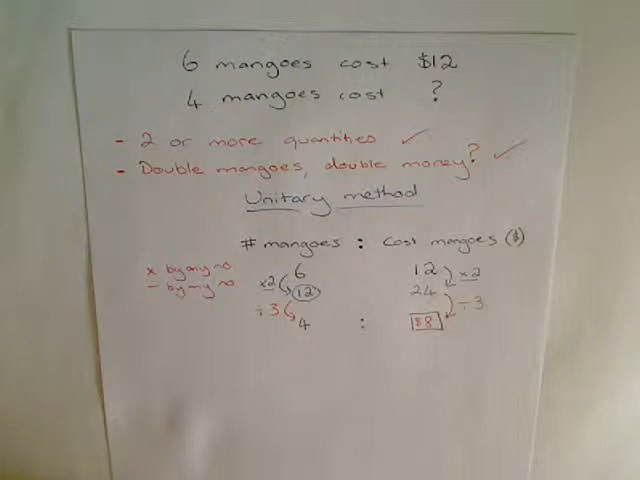 6 mangoes cost $12
4 mangoes cost ?
- 2 or more quantities ✓
- Double mangoes, double money? ✓
Unitary method
# mangoes : cost mangoes ($)
× by any no 6 12
÷ by any no ×2 12 24 ×2
÷3 4 : $8 ÷3